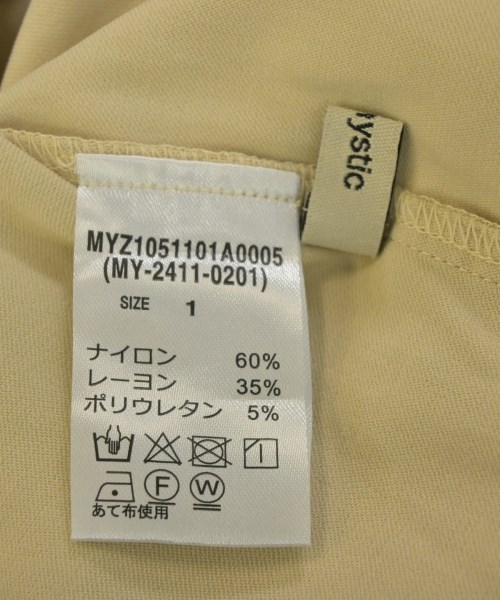 mystic
MYZ1051101A0005
(MY-2411-0201)
SIZE 1
ナイロン 60%
レーヨン 35%
ポリウレタン 5%
F W
あて布使用